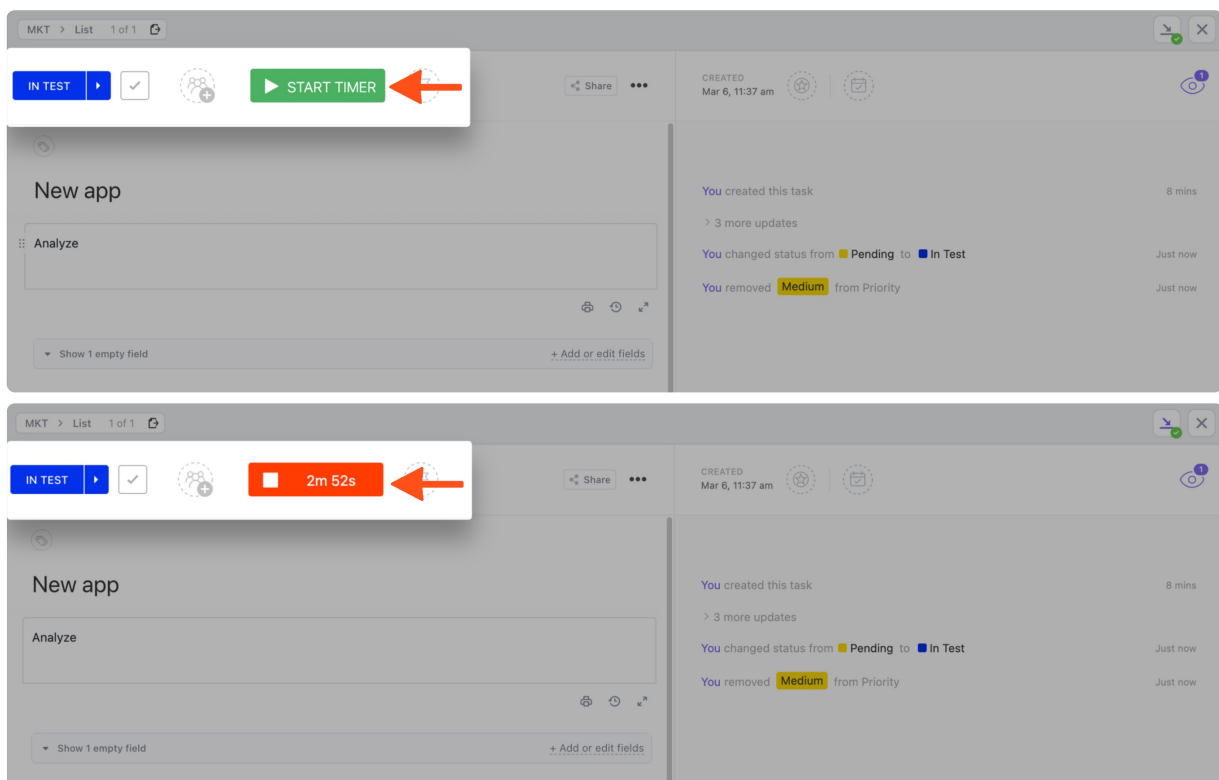 MKT > List 1 of 1
IN TEST
START TIMER
Share
CREATED
Mar 6, 11:37 am
1
New app
Analyze
Show 1 empty field
+ Add or edit fields
You created this task 8 mins
> 3 more updates
You changed status from Pending to In Test Just now
You removed Medium from Priority Just now
MKT > List 1 of 1
IN TEST
2m 52s
Share
CREATED
Mar 6, 11:37 am
1
New app
Analyze
Show 1 empty field
+ Add or edit fields
You created this task 8 mins
> 3 more updates
You changed status from Pending to In Test Just now
You removed Medium from Priority Just now